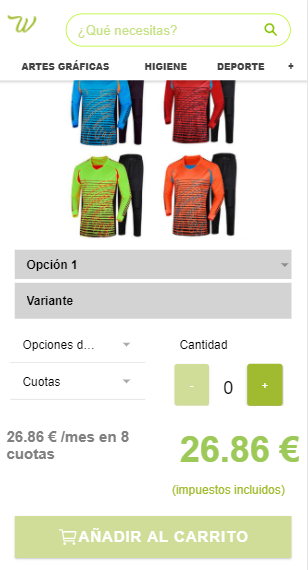 ¿Qué necesitas?
ARTES GRÁFICAS HIGIENE DEPORTE +
Opción 1
Variante
Opciones d...
Cuotas
Cantidad
- 0 +
26.86 € /mes en 8
cuotas
26.86 €
(impuestos incluidos)
AÑADIR AL CARRITO